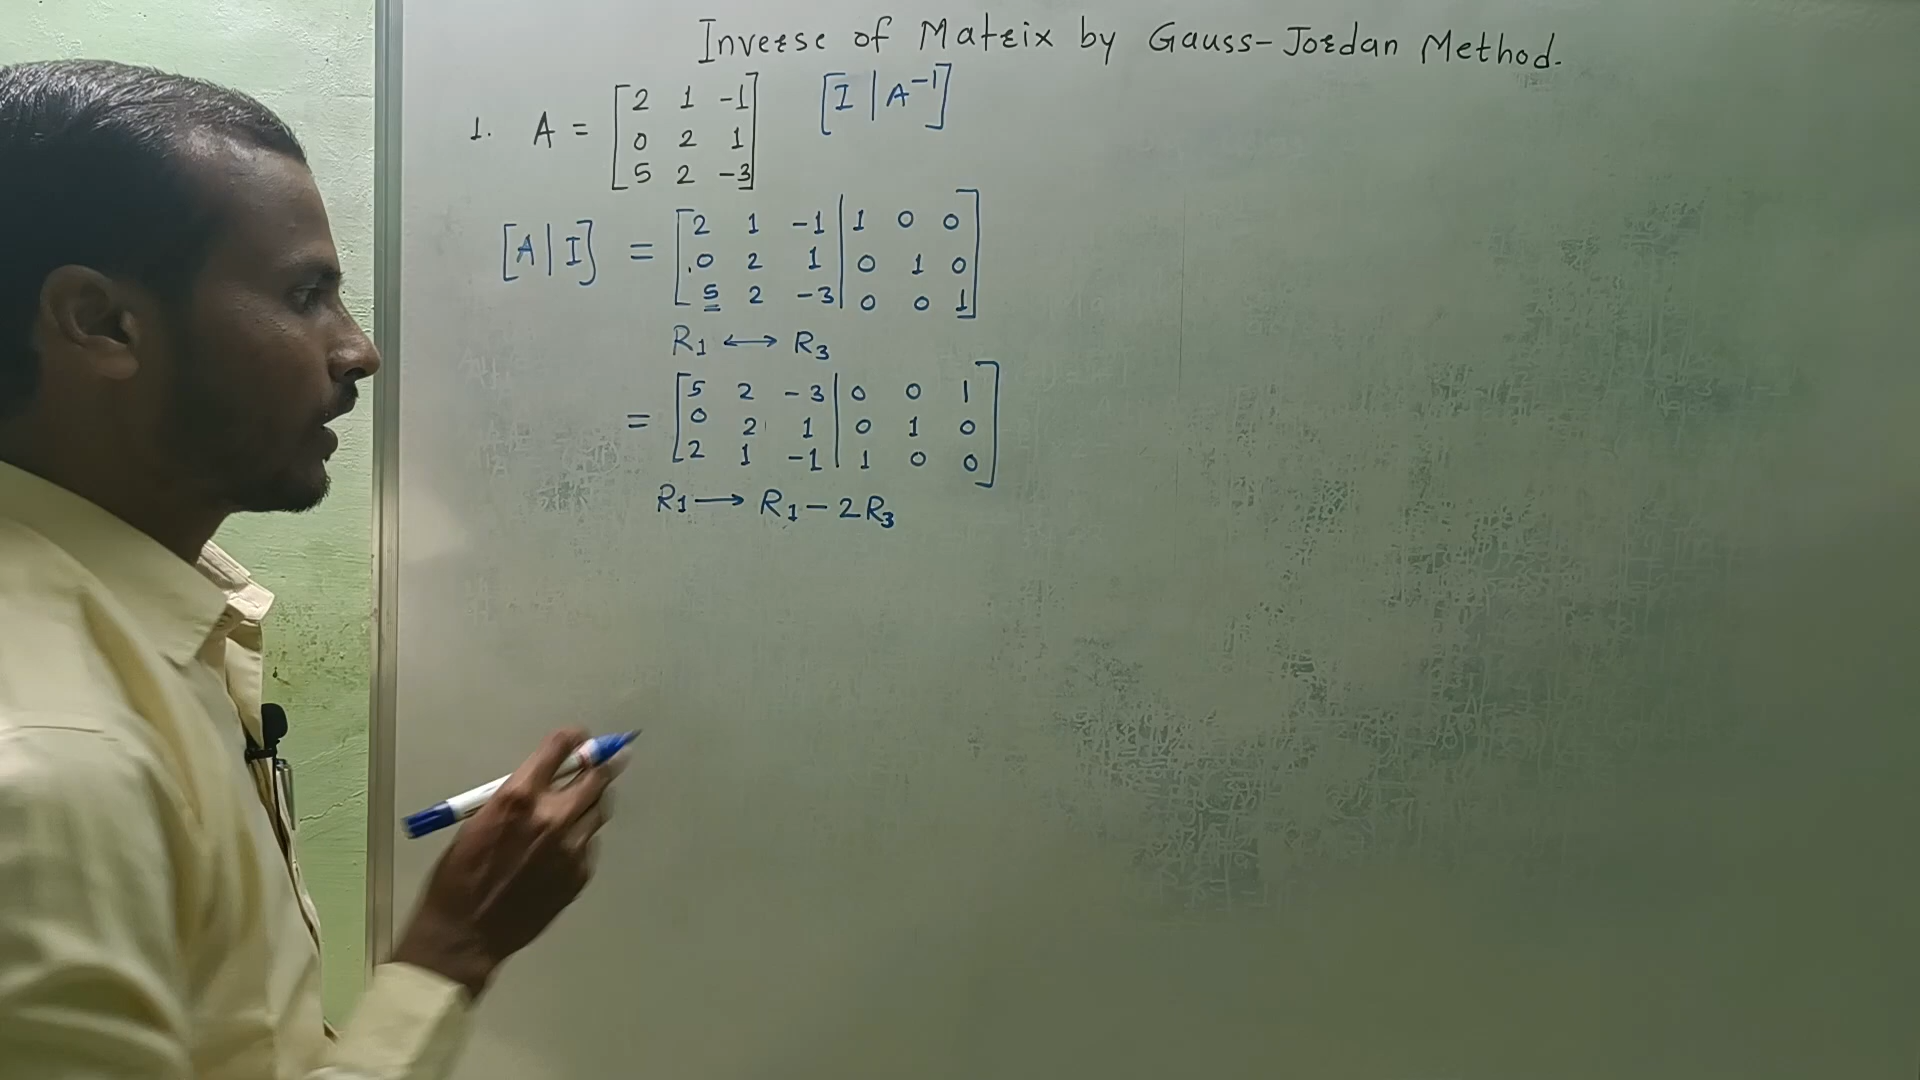 Inverse of Matrix by Gauss-Jordan Method.
1. A = [2 1 -1 [I | A⁻¹]
0 2 1
5 2 -3]
[A | I] = [2 1 -1 | 1 0 0
0 2 1 | 0 1 0
5 2 -3 | 0 0 1]
R₁ ↔ R₃
= [5 2 -3 | 0 0 1
0 2 1 | 0 1 0
2 1 -1 | 1 0 0]
R₁ → R₁ - 2R₃